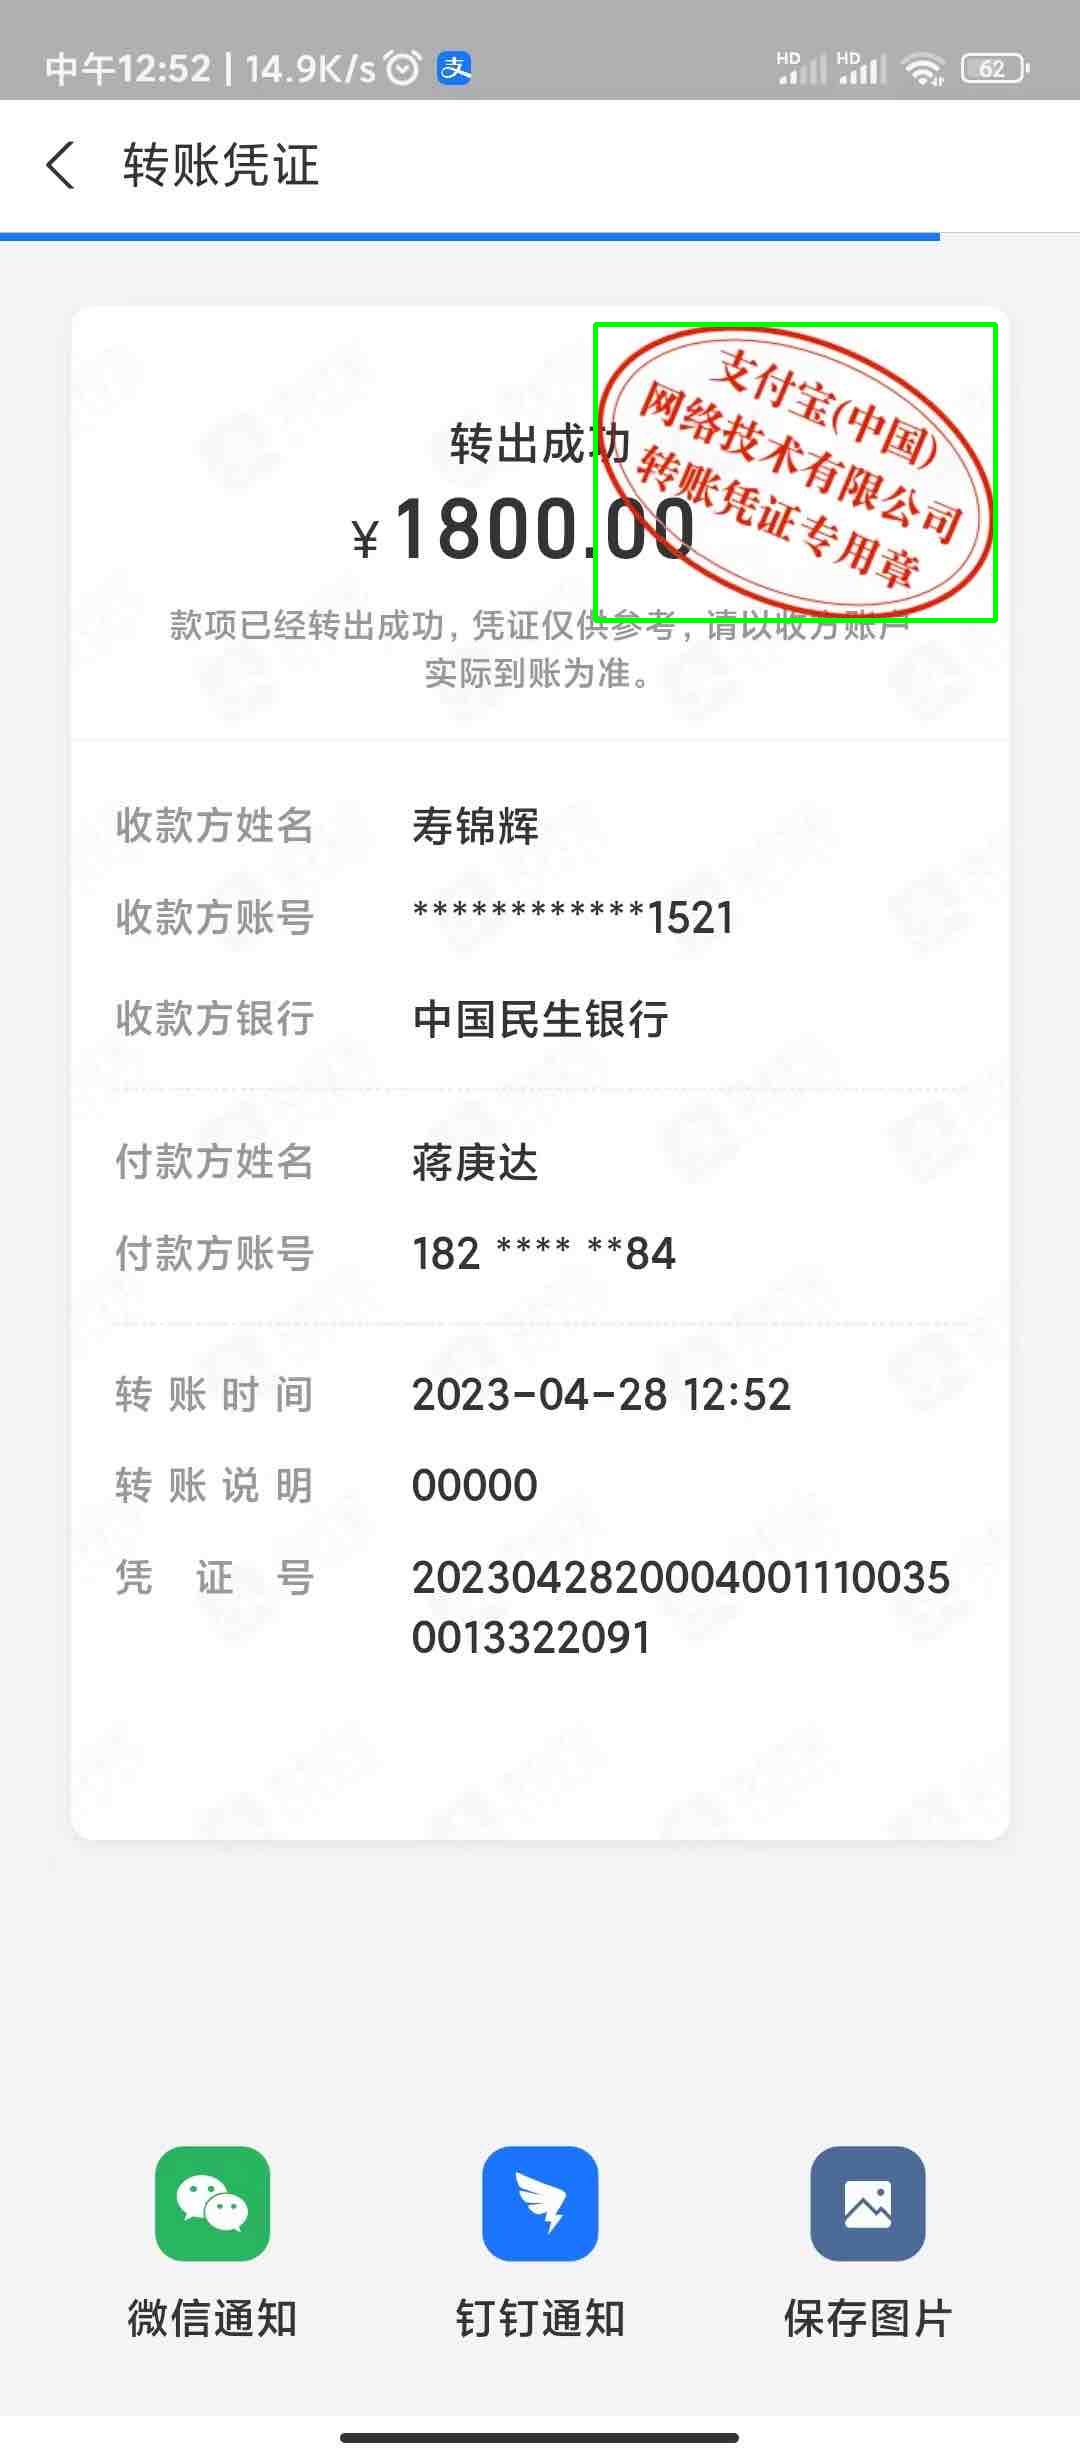 中午12:52 | 14.9K/s 支 HD HD 62
转账凭证
支付宝(中国)
网络技术有限公司
转账凭证专用章
转出成功
¥1800.00
款项已经转出成功，凭证仅供参考，请以收方账户
实际到账为准。
收款方姓名 寿锦辉
收款方账号 ************1521
收款方银行 中国民生银行
付款方姓名 蒋庚达
付款方账号 182 **** **84
转账时间 2023-04-28 12:52
转账说明 00000
凭证号 2023042820004001110035
0013322091
微信通知 钉钉通知 保存图片